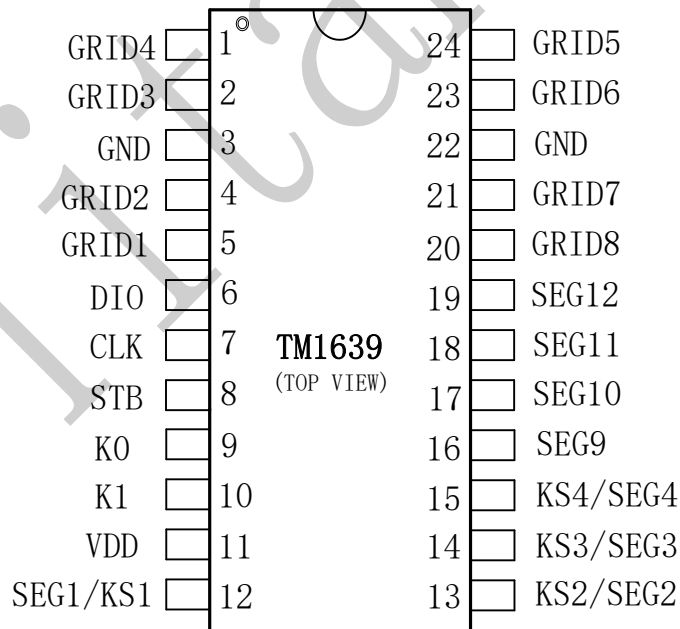 GRID4 1 24 GRID5
GRID3 2 23 GRID6
GND 3 22 GND
GRID2 4 21 GRID7
GRID1 5 20 GRID8
DIO 6 19 SEG12
CLK 7 TM1639 18 SEG11
STB 8 (TOP VIEW) 17 SEG10
K0 9 16 SEG9
K1 10 15 KS4/SEG4
VDD 11 14 KS3/SEG3
SEG1/KS1 12 13 KS2/SEG2